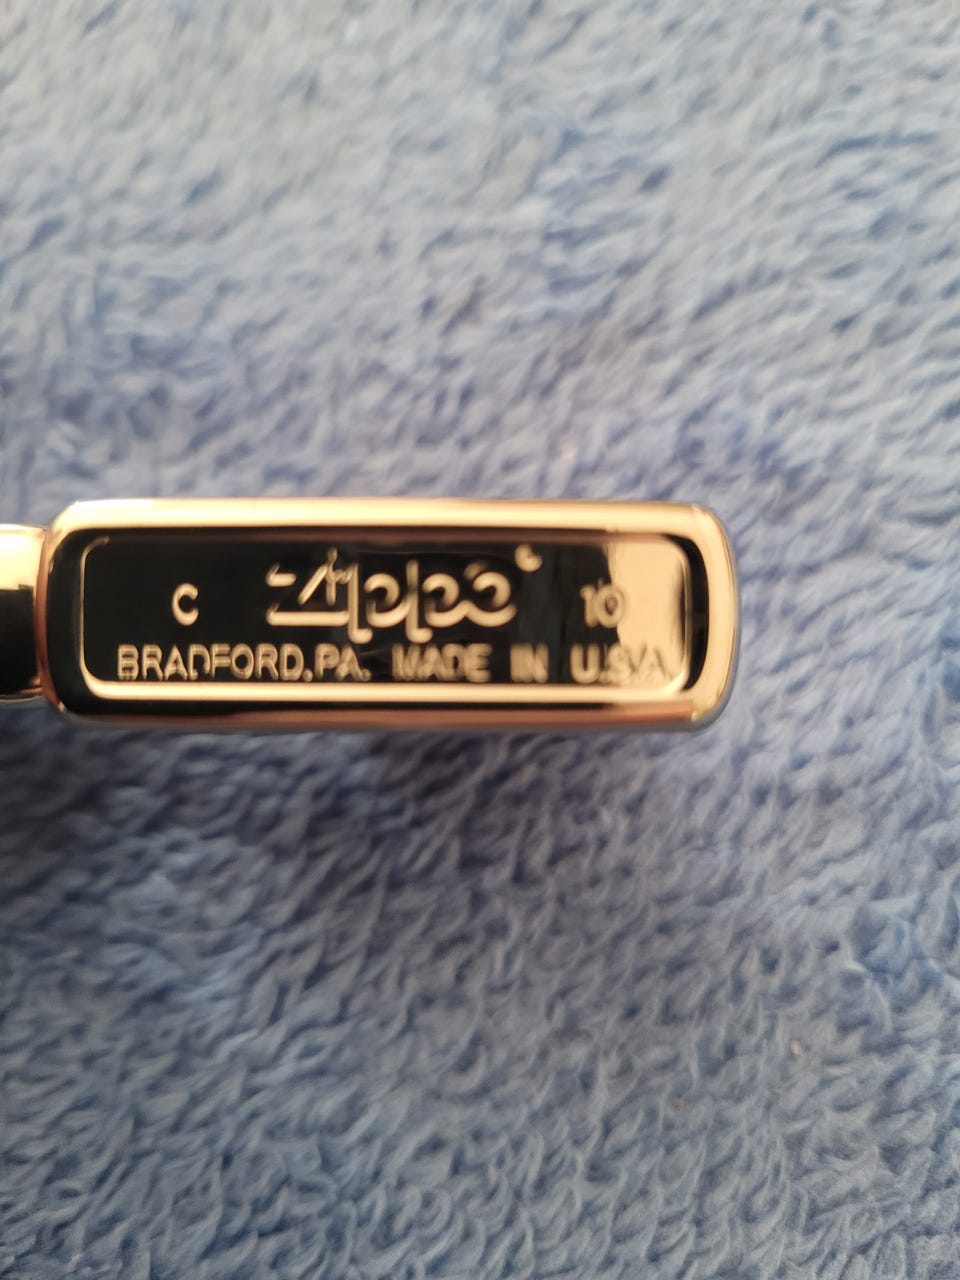 C Zippo 10
BRADFORD, PA. MADE IN U.S.A.